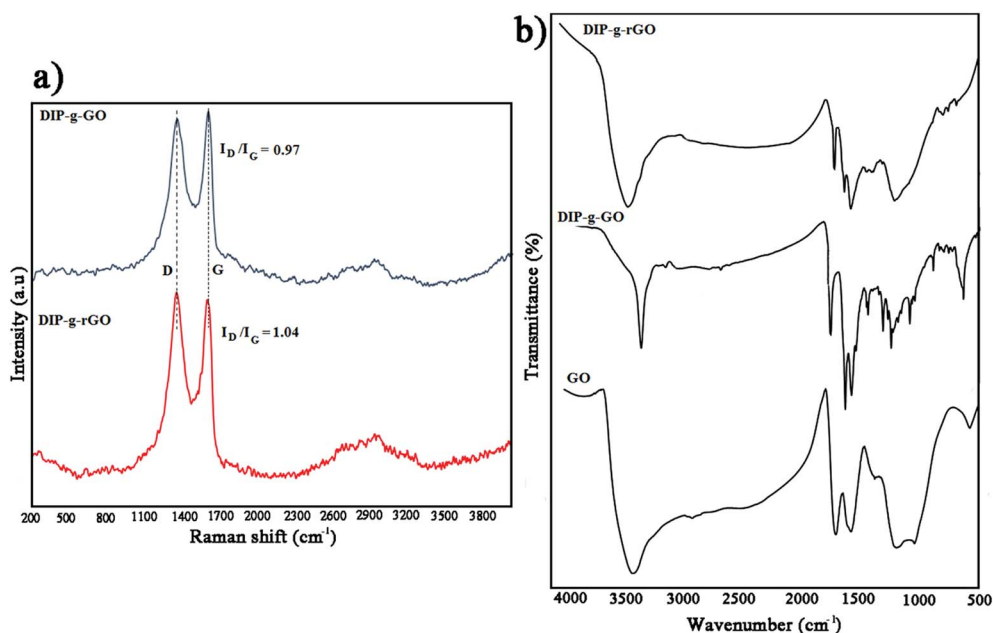 a)
DIP-g-GO
I_D/I_G = 0.97
D
G
DIP-g-rGO
I_D/I_G = 1.04
Intensity (a.u)
200 500 800 1100 1400 1700 2000 2300 2600 2900 3200 3500 3800
Raman shift (cm⁻¹)
b)
DIP-g-rGO
DIP-g-GO
GO
Transmittance (%)
4000 3500 3000 2000 1500 1000 500
Wavenumber (cm⁻¹)